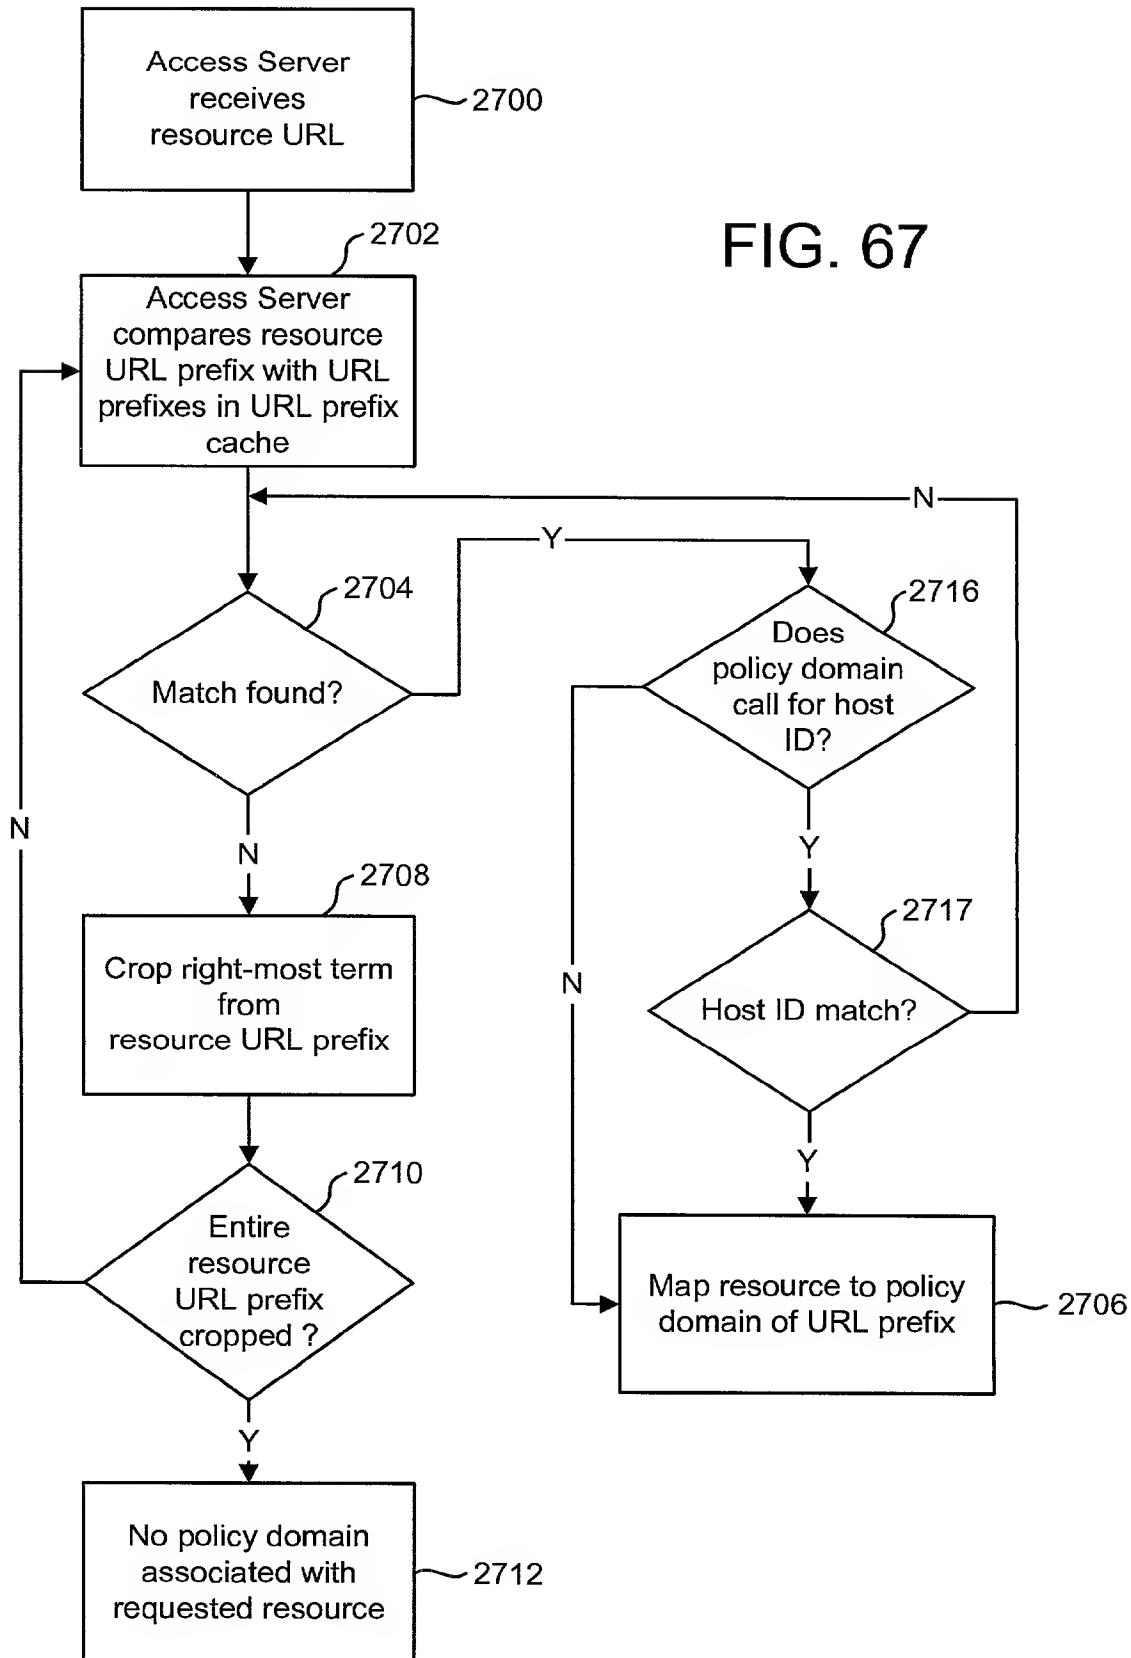 Access Server
receives
resource URL
2700
FIG. 67
2702
Access Server
compares resource
URL prefix with URL
prefixes in URL prefix
cache
N
Y
2704
Match found?
2716
Does
policy domain
call for host
ID?
N
N
Y
2708
Crop right-most term
from
resource URL prefix
2717
Host ID match?
N
Y
2710
Entire
resource
URL prefix
cropped ?
Map resource to policy
domain of URL prefix
2706
Y
No policy domain
associated with
requested resource
2712